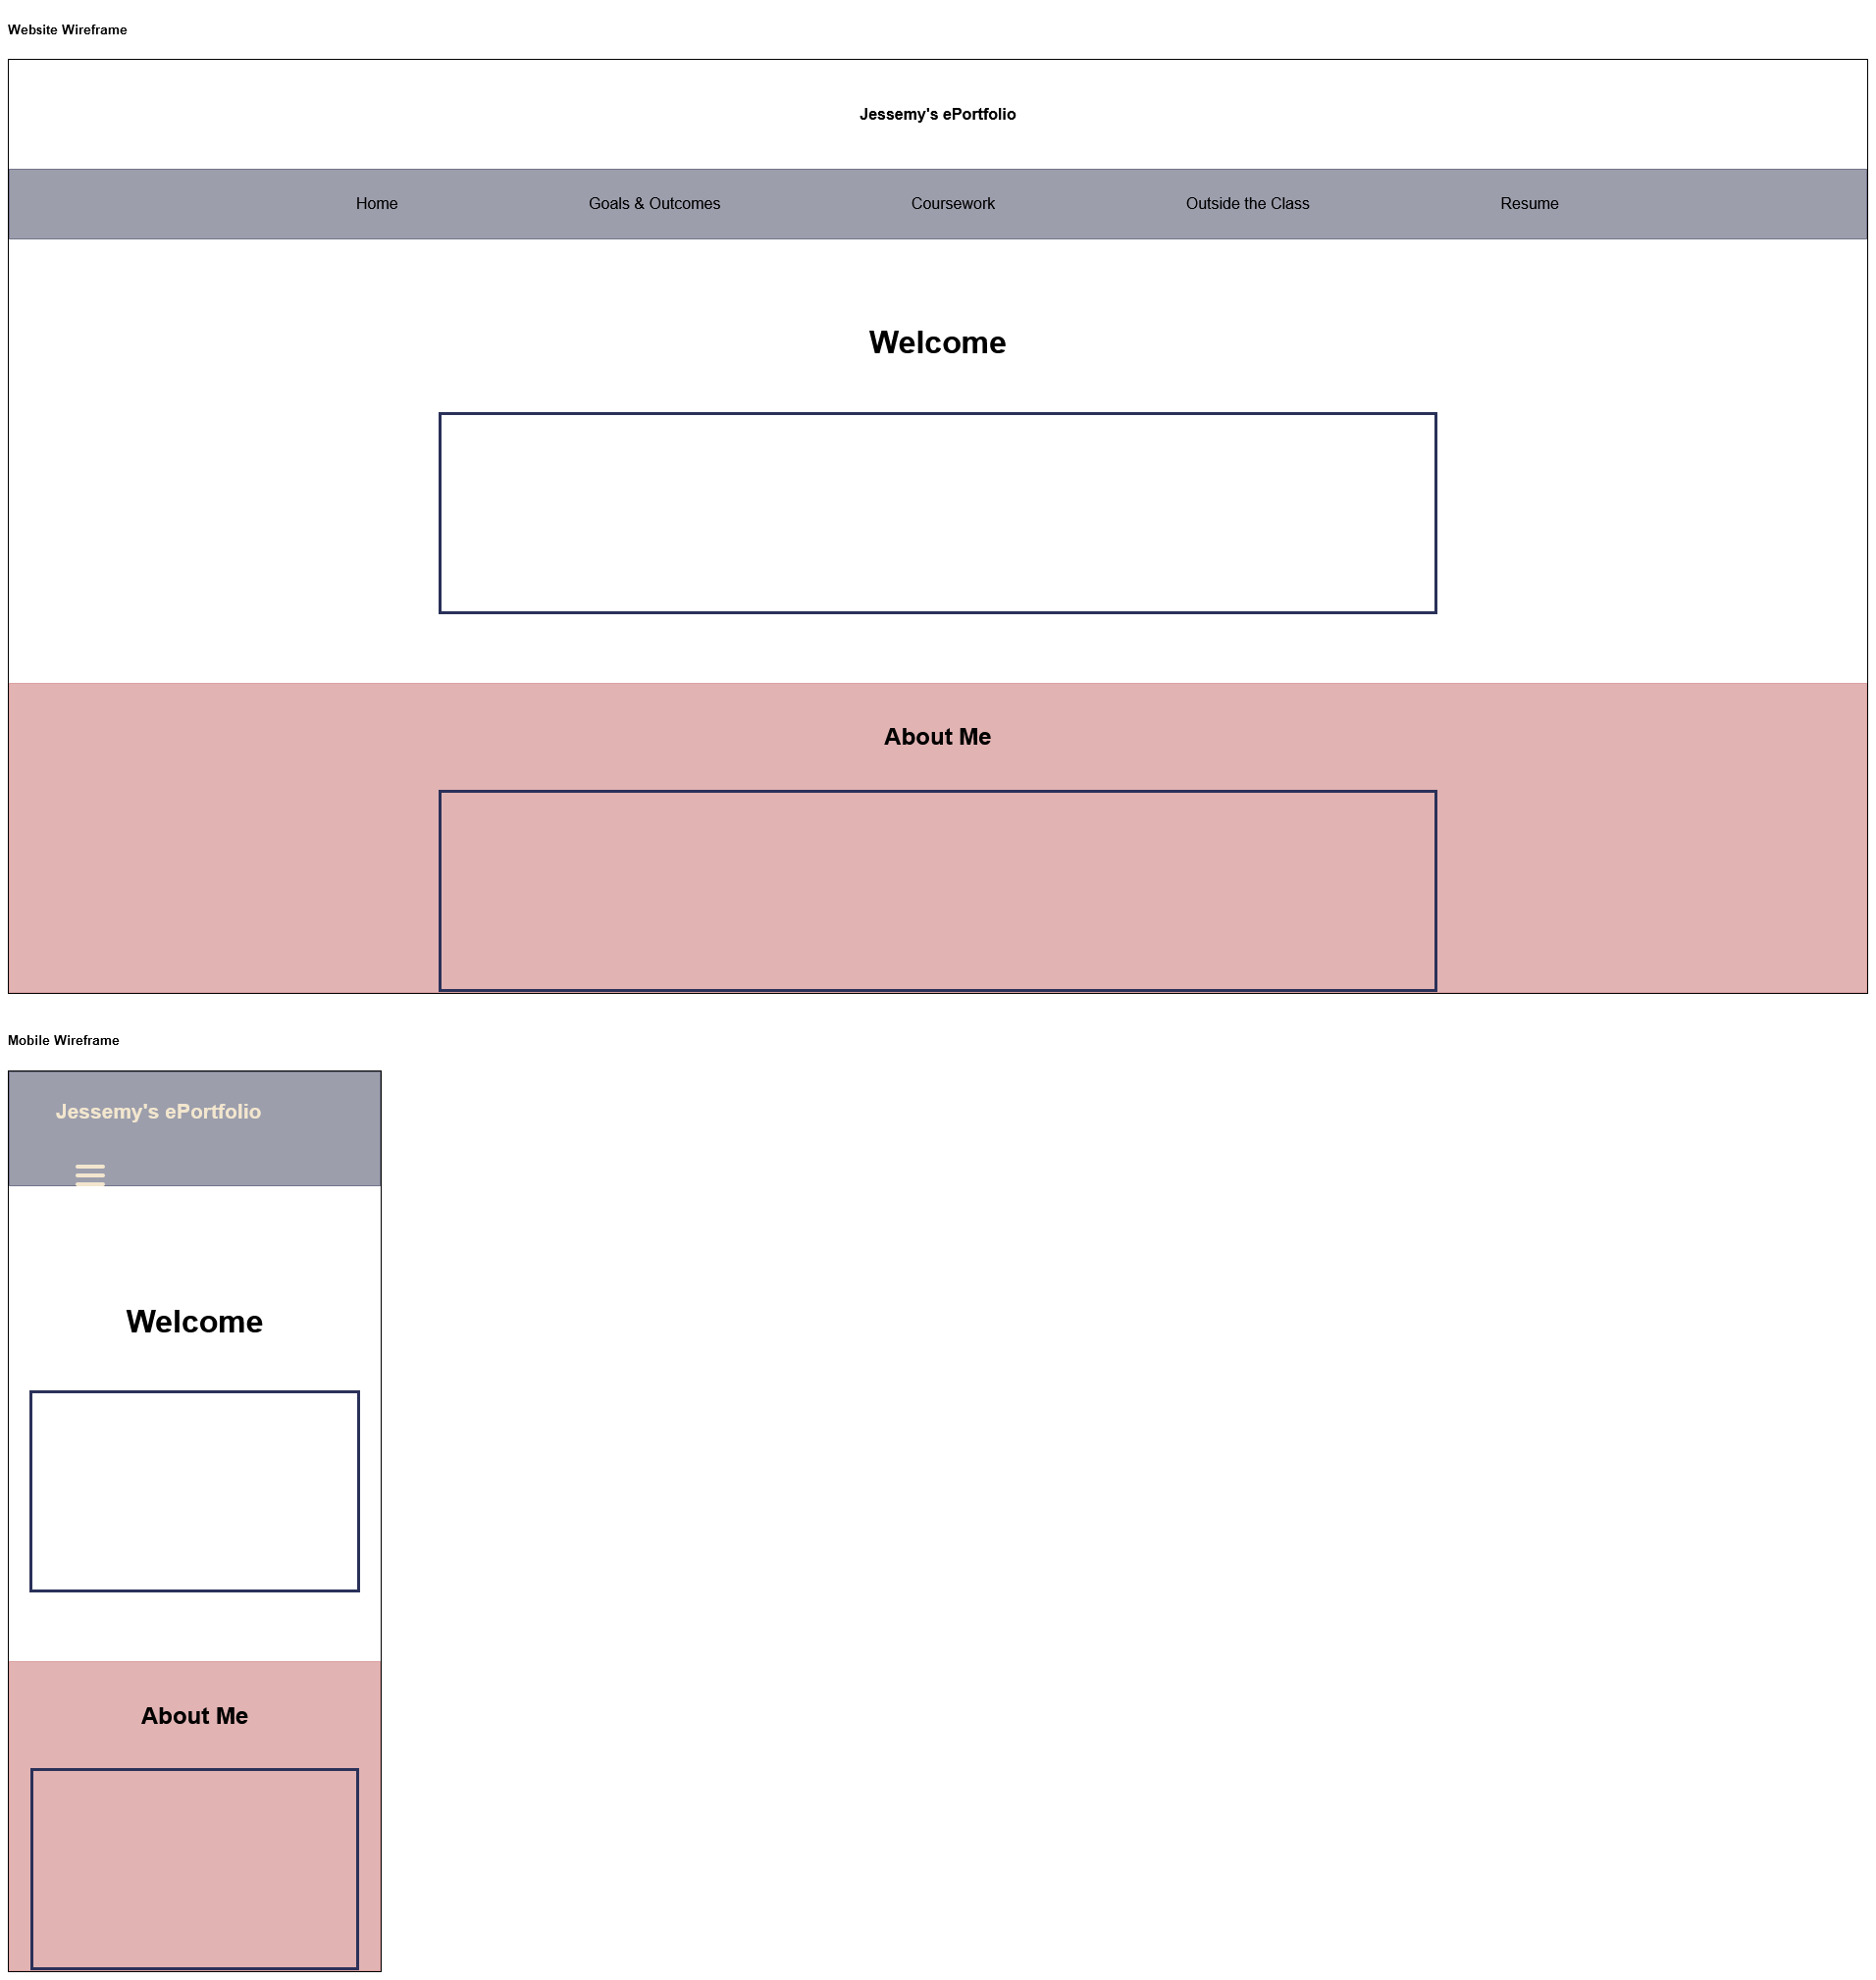 Website Wireframe
Jessemy's ePortfolio
Home Goals & Outcomes Coursework Outside the Class Resume
Welcome
About Me
Mobile Wireframe
Jessemy's ePortfolio
Welcome
About Me